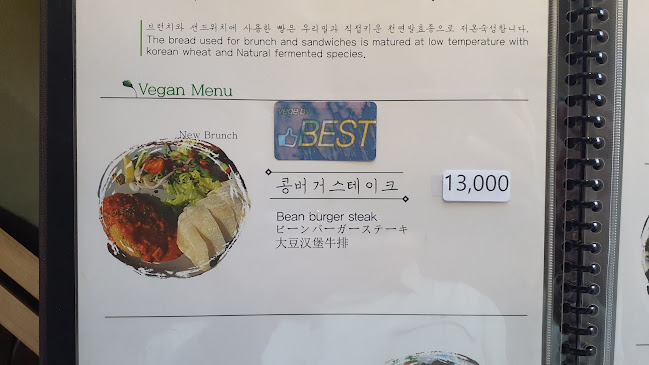 브런치와 샌드위치에 사용한 빵은 우리밀과 직접키운 천연발효종으로 저온숙성합니다.
The bread used for brunch and sandwiches is matured at low temperature with
korean wheat and Natural fermented species.
Vegan Menu
New Brunch
BEST
콩버거스테이크
13,000
Bean burger steak
ビーンバーガーステーキ
大豆汉堡牛排